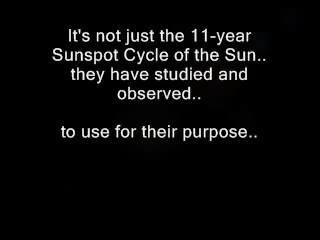 It's not just the 11-year
Sunspot Cycle of the Sun..
they have studied and
observed..
to use for their purpose..